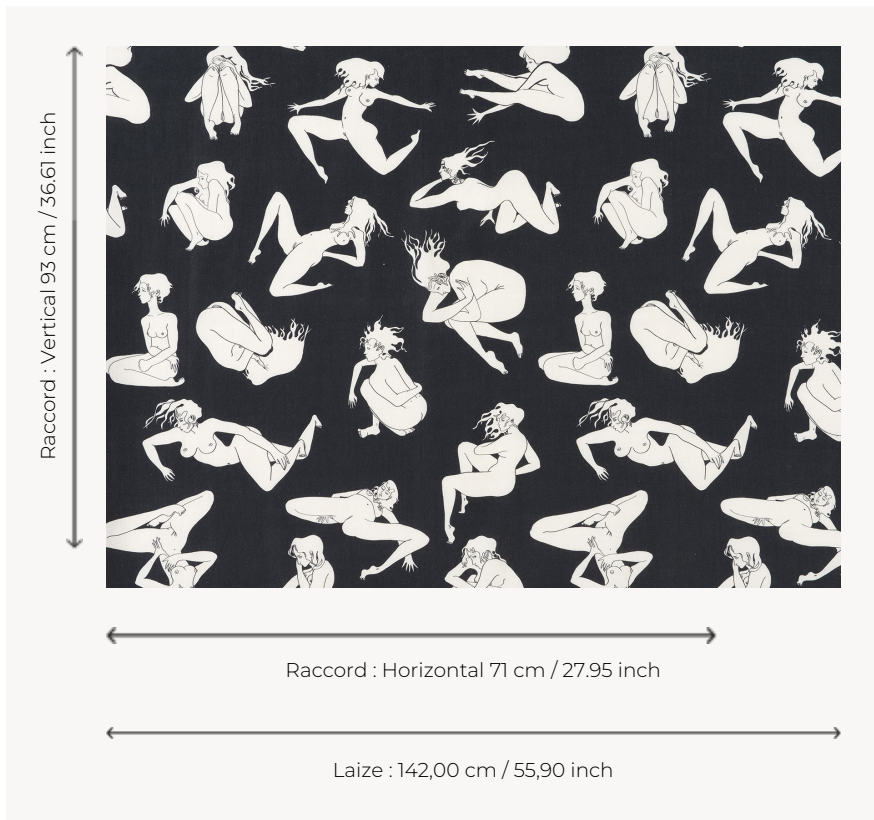 Raccord : Vertical 93 cm / 36.61 inch
Raccord : Horizontal 71 cm / 27.95 inch
Laize : 142,00 cm / 55,90 inch